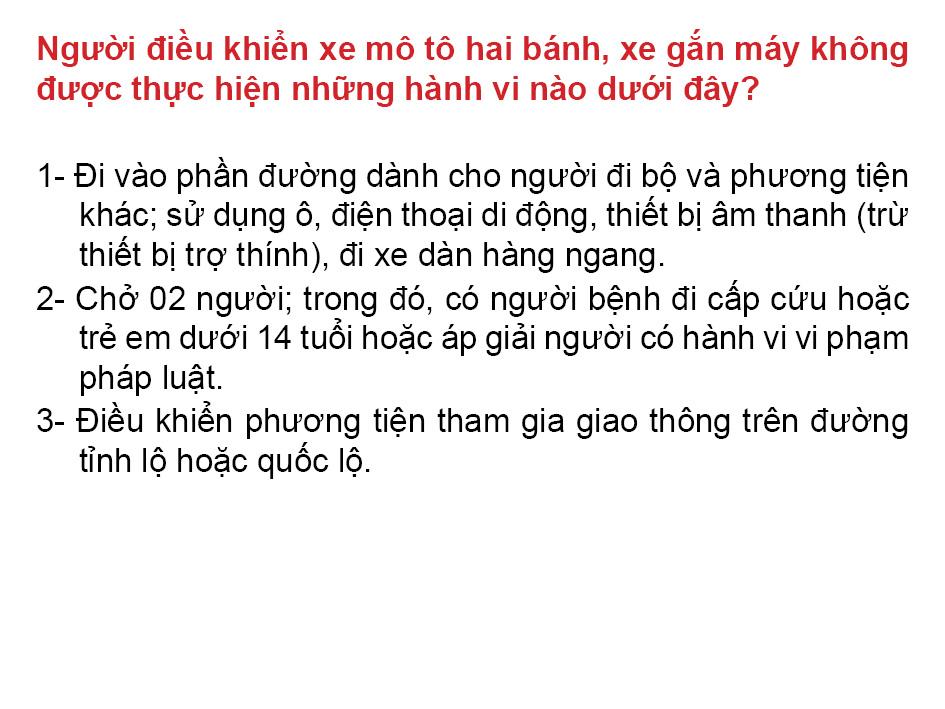 Người điều khiển xe mô tô hai bánh, xe gắn máy không
được thực hiện những hành vi nào dưới đây?
1- Đi vào phần đường dành cho người đi bộ và phương tiện
khác; sử dụng ô, điện thoại di động, thiết bị âm thanh (trừ
thiết bị trợ thính), đi xe dàn hàng ngang.
2- Chở 02 người; trong đó, có người bệnh đi cấp cứu hoặc
trẻ em dưới 14 tuổi hoặc áp giải người có hành vi vi phạm
pháp luật.
3- Điều khiển phương tiện tham gia giao thông trên đường
tỉnh lộ hoặc quốc lộ.